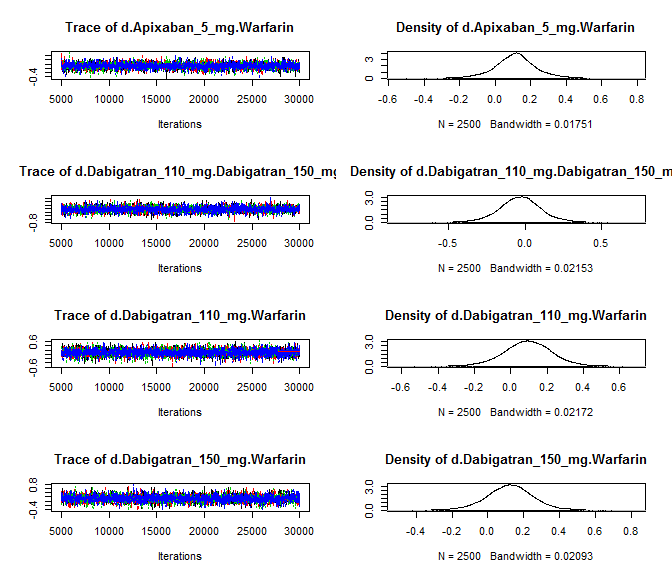 Trace of d.Apixaban_5_mg.Warfarin
-0.4
5000 10000 15000 20000 25000 30000
Iterations
Density of d.Apixaban_5_mg.Warfarin
0 3
-0.6 -0.4 -0.2 0.0 0.2 0.4 0.6 0.8
N = 2500 Bandwidth = 0.01751
Trace of d.Dabigatran_110_mg.Dabigatran_150_mg
-0.8
5000 10000 15000 20000 25000 30000
Iterations
Density of d.Dabigatran_110_mg.Dabigatran_150_m
0.0 3.0
-0.5 0.0 0.5
N = 2500 Bandwidth = 0.02153
Trace of d.Dabigatran_110_mg.Warfarin
-0.6 0.6
5000 10000 15000 20000 25000 30000
Iterations
Density of d.Dabigatran_110_mg.Warfarin
0.0 3.0
-0.6 -0.4 -0.2 0.0 0.2 0.4 0.6
N = 2500 Bandwidth = 0.02172
Trace of d.Dabigatran_150_mg.Warfarin
-0.4 0.8
5000 10000 15000 20000 25000 30000
Iterations
Density of d.Dabigatran_150_mg.Warfarin
0.0 3.0
-0.4 -0.2 0.0 0.2 0.4 0.6 0.8
N = 2500 Bandwidth = 0.02093